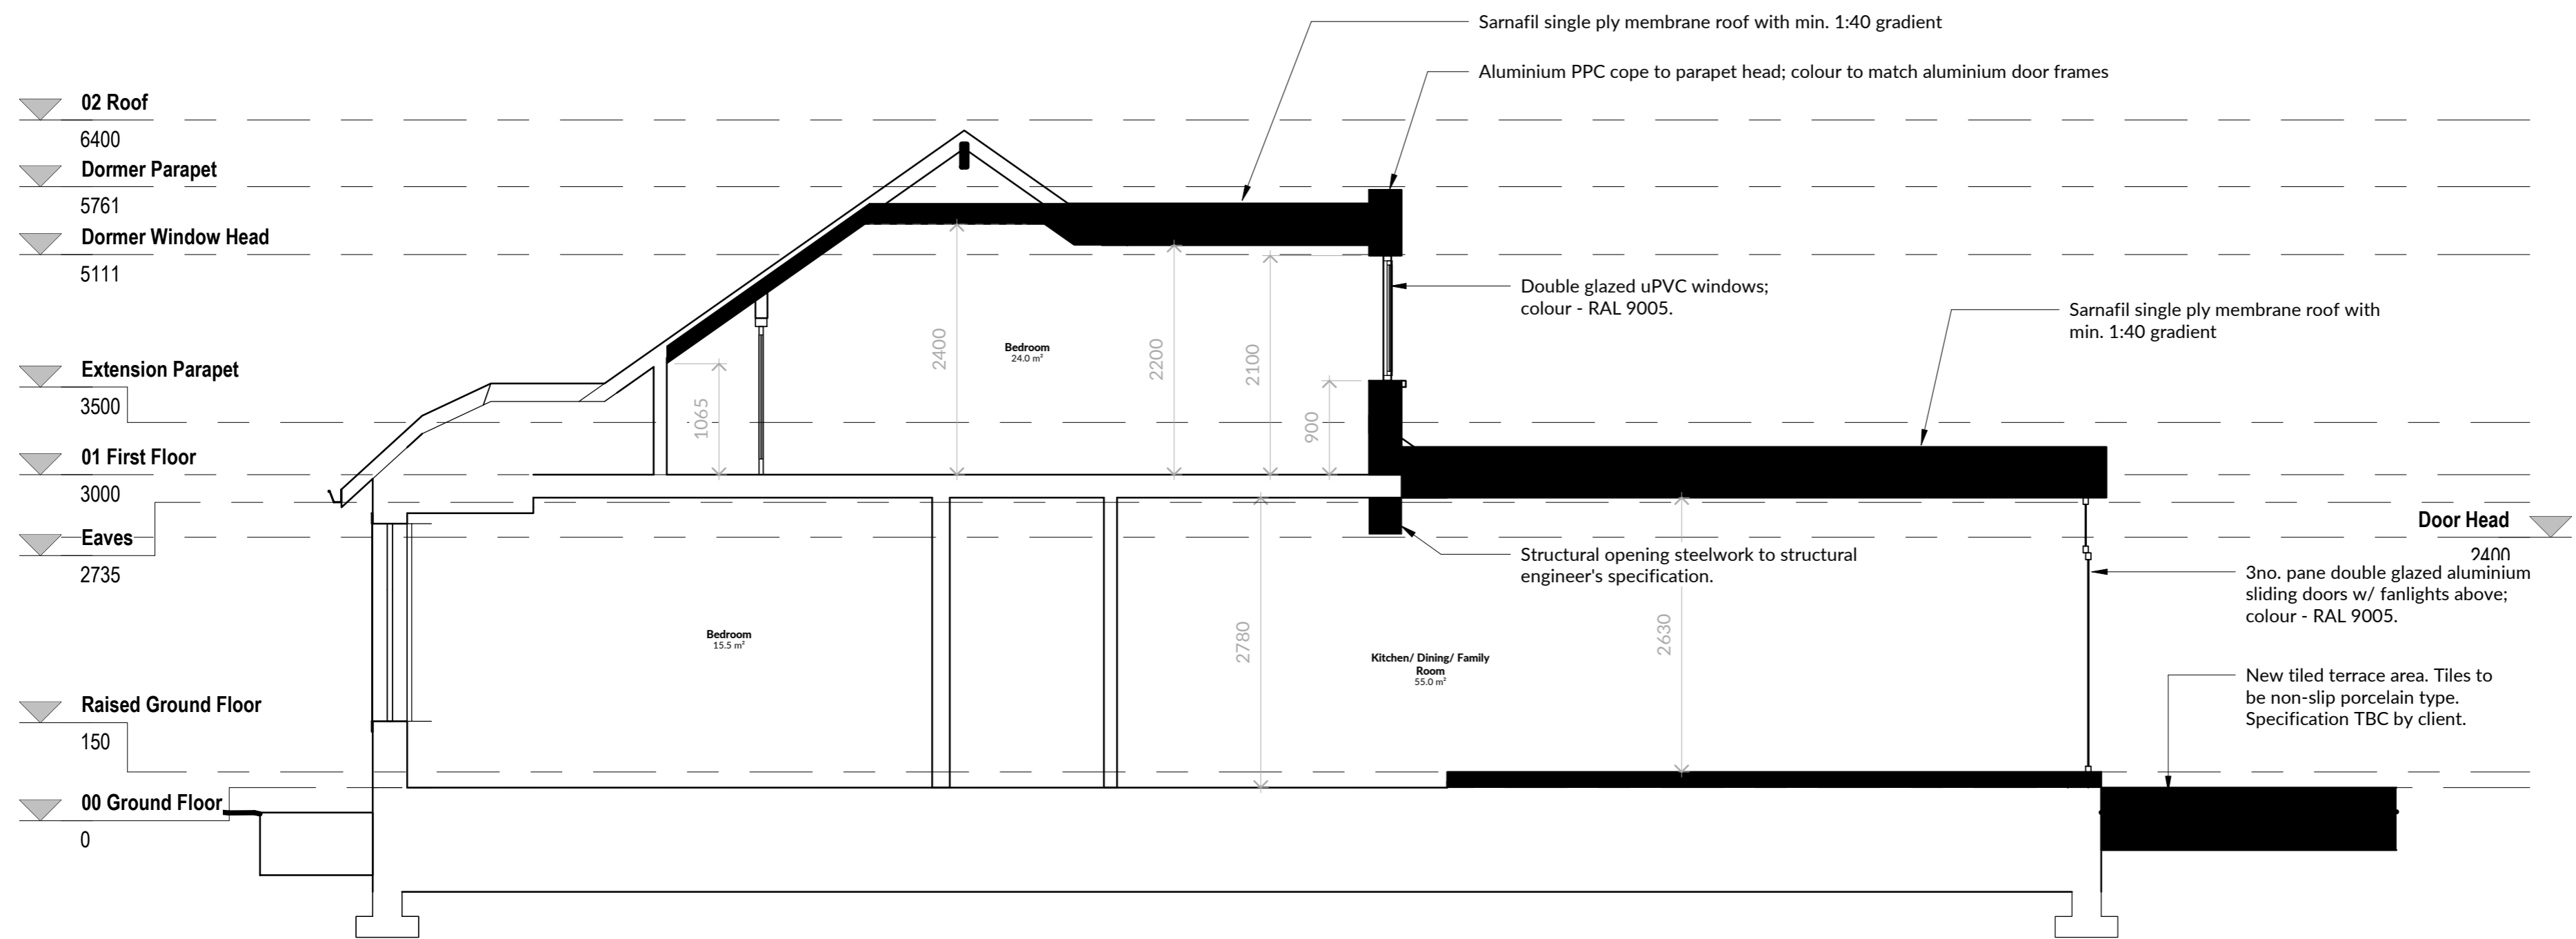 Sarnafil single ply membrane roof with min. 1:40 gradient
Aluminium PPC cope to parapet head; colour to match aluminium door frames
02 Roof
6400
Dormer Parapet
5761
Dormer Window Head
5111
Double glazed uPVC windows;
colour - RAL 9005.
Sarnafil single ply membrane roof with
min. 1:40 gradient
2400
Bedroom
24.0 m²
2200
2100
Extension Parapet
3500
1065
900
01 First Floor
3000
Eaves
2735
Door Head
2400
Structural opening steelwork to structural
engineer's specification.
3no. pane double glazed aluminium
sliding doors w/ fanlights above;
colour - RAL 9005.
Bedroom
15.5 m²
2780
2630
Kitchen/ Dining/ Family
Room
55.0 m²
New tiled terrace area. Tiles to
be non-slip porcelain type.
Specification TBC by client.
Raised Ground Floor
150
00 Ground Floor
0